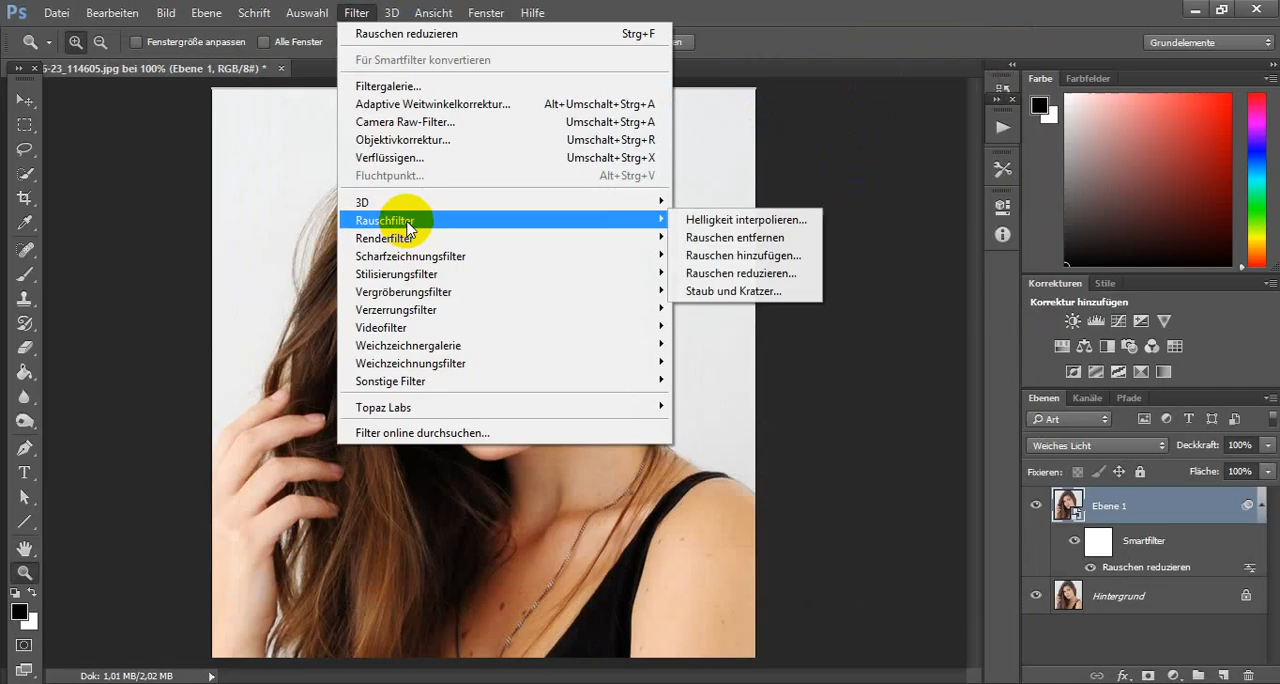 Ps Datei Bearbeiten Bild Ebene Schrift Auswahl Filter 3D Ansicht Fenster Hilfe
Fenstergröße anpassen Alle Fenster Grundelemente
6-23_114605.jpg bei 100% (Ebene 1, RGB/8#) *
Rauschen reduzieren Strg+F
Für Smartfilter konvertieren
Filtergalerie...
Adaptive Weitwinkelkorrektur... Alt+Umschalt+Strg+A
Camera Raw-Filter... Umschalt+Strg+A
Objektivkorrektur... Umschalt+Strg+R
Verflüssigen... Umschalt+Strg+X
Fluchtpunkt... Alt+Strg+V
3D
Rauschfilter
Renderfilter
Scharfzeichnungsfilter
Stilisierungsfilter
Vergröberungsfilter
Verzerrungsfilter
Videofilter
Weichzeichnergalerie
Weichzeichnungsfilter
Sonstige Filter
Topaz Labs
Filter online durchsuchen...
Helligkeit interpolieren...
Rauschen entfernen
Rauschen hinzufügen...
Rauschen reduzieren...
Staub und Kratzer...
Farbe Farbfelder
Korrekturen Stile
Korrektur hinzufügen
Ebenen Kanäle Pfade
Art
Weiches Licht Deckkraft: 100%
Fixieren: Fläche: 100%
Ebene 1
Smartfilter
Rauschen reduzieren
Hintergrund
Dok: 1,01 MB/2,02 MB